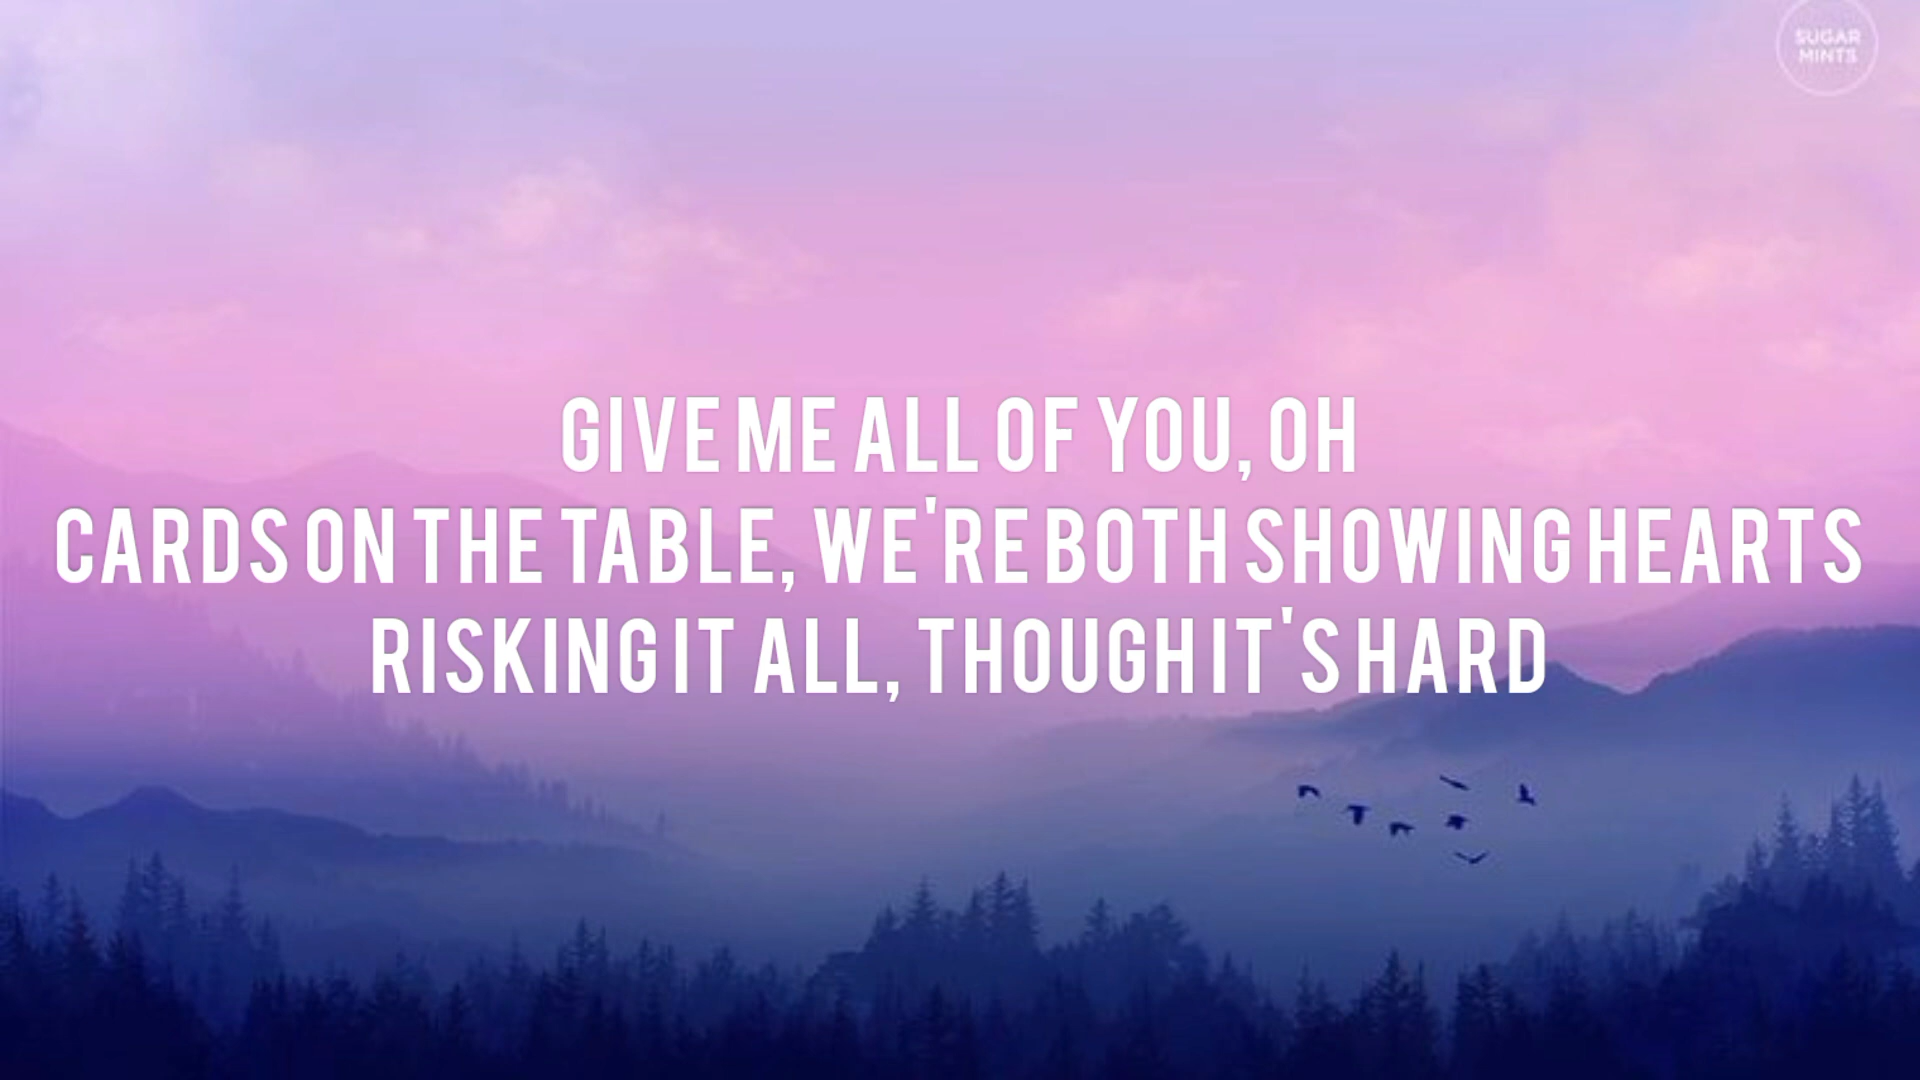 SUGAR
MINTS
GIVE ME ALL OF YOU, OH
CARDS ON THE TABLE, WE'RE BOTH SHOWING HEARTS
RISKING IT ALL, THOUGH IT'S HARD